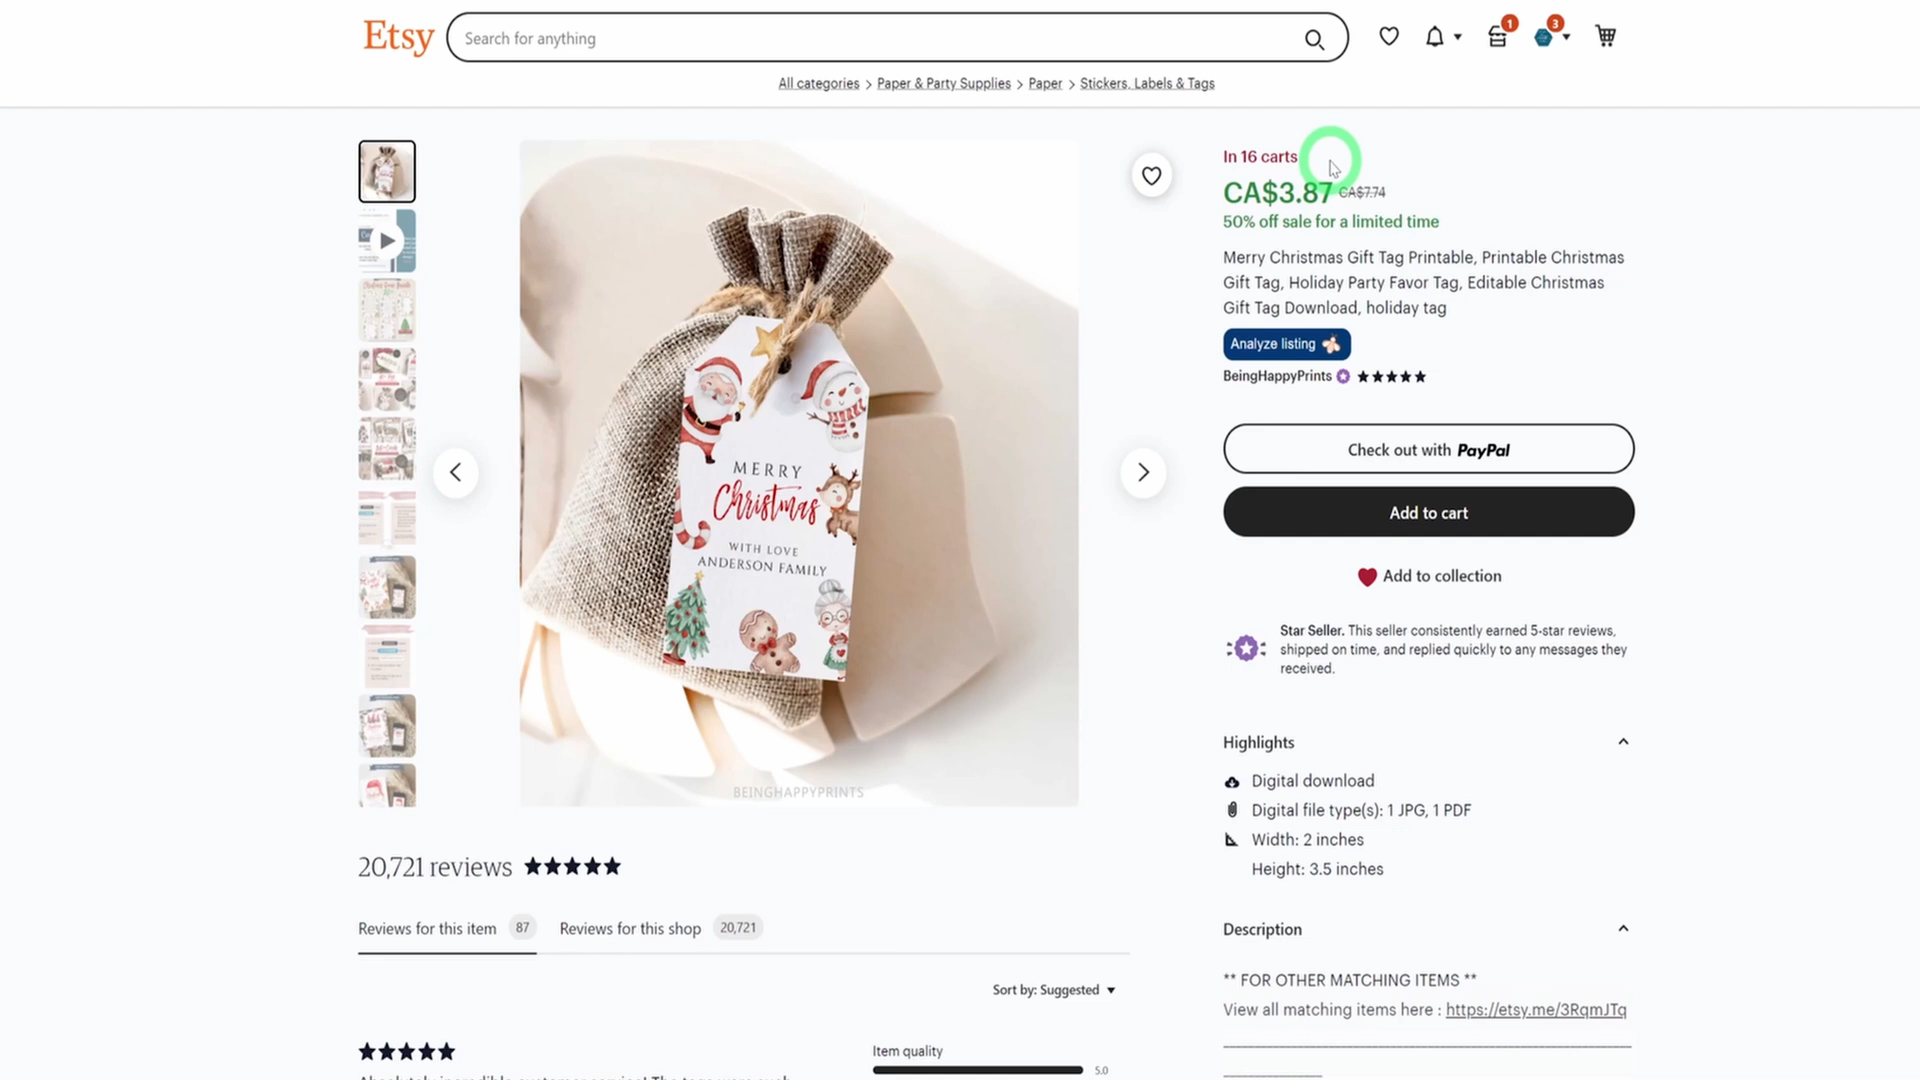 Etsy
Search for anything
1
3
All categories > Paper & Party Supplies > Paper > Stickers, Labels & Tags
In 16 carts
CA$3.87 CA$7.74
50% off sale for a limited time
Merry Christmas Gift Tag Printable, Printable Christmas
Gift Tag, Holiday Party Favor Tag, Editable Christmas
Gift Tag Download, holiday tag
Analyze listing
BeingHappyPrints
Check out with PayPal
Add to cart
Add to collection
Star Seller. This seller consistently earned 5-star reviews,
shipped on time, and replied quickly to any messages they
received.
Highlights
Digital download
Digital file type(s): 1 JPG, 1 PDF
Width: 2 inches
Height: 3.5 inches
Description
** FOR OTHER MATCHING ITEMS **
View all matching items here : https://etsy.me/3RqmJTq
MERRY
Christmas
WITH LOVE
ANDERSON FAMILY
BEINGHAPPYPRINTS
20,721 reviews
Reviews for this item 87
Reviews for this shop 20,721
Sort by: Suggested
Item quality
5.0